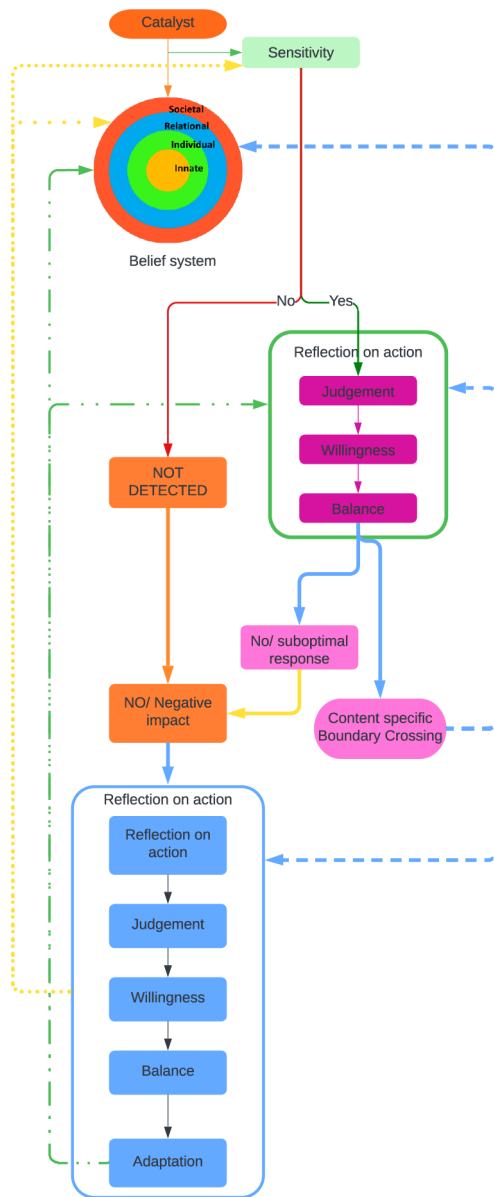 Catalyst
Sensitivity
Societal
Relational
Individual
Innate
Belief system
No
Yes
Reflection on action
Judgement
Willingness
Balance
NOT
DETECTED
No/ suboptimal
response
NO/ Negative
impact
Content specific
Boundary Crossing
Reflection on action
Reflection on
action
Judgement
Willingness
Balance
Adaptation